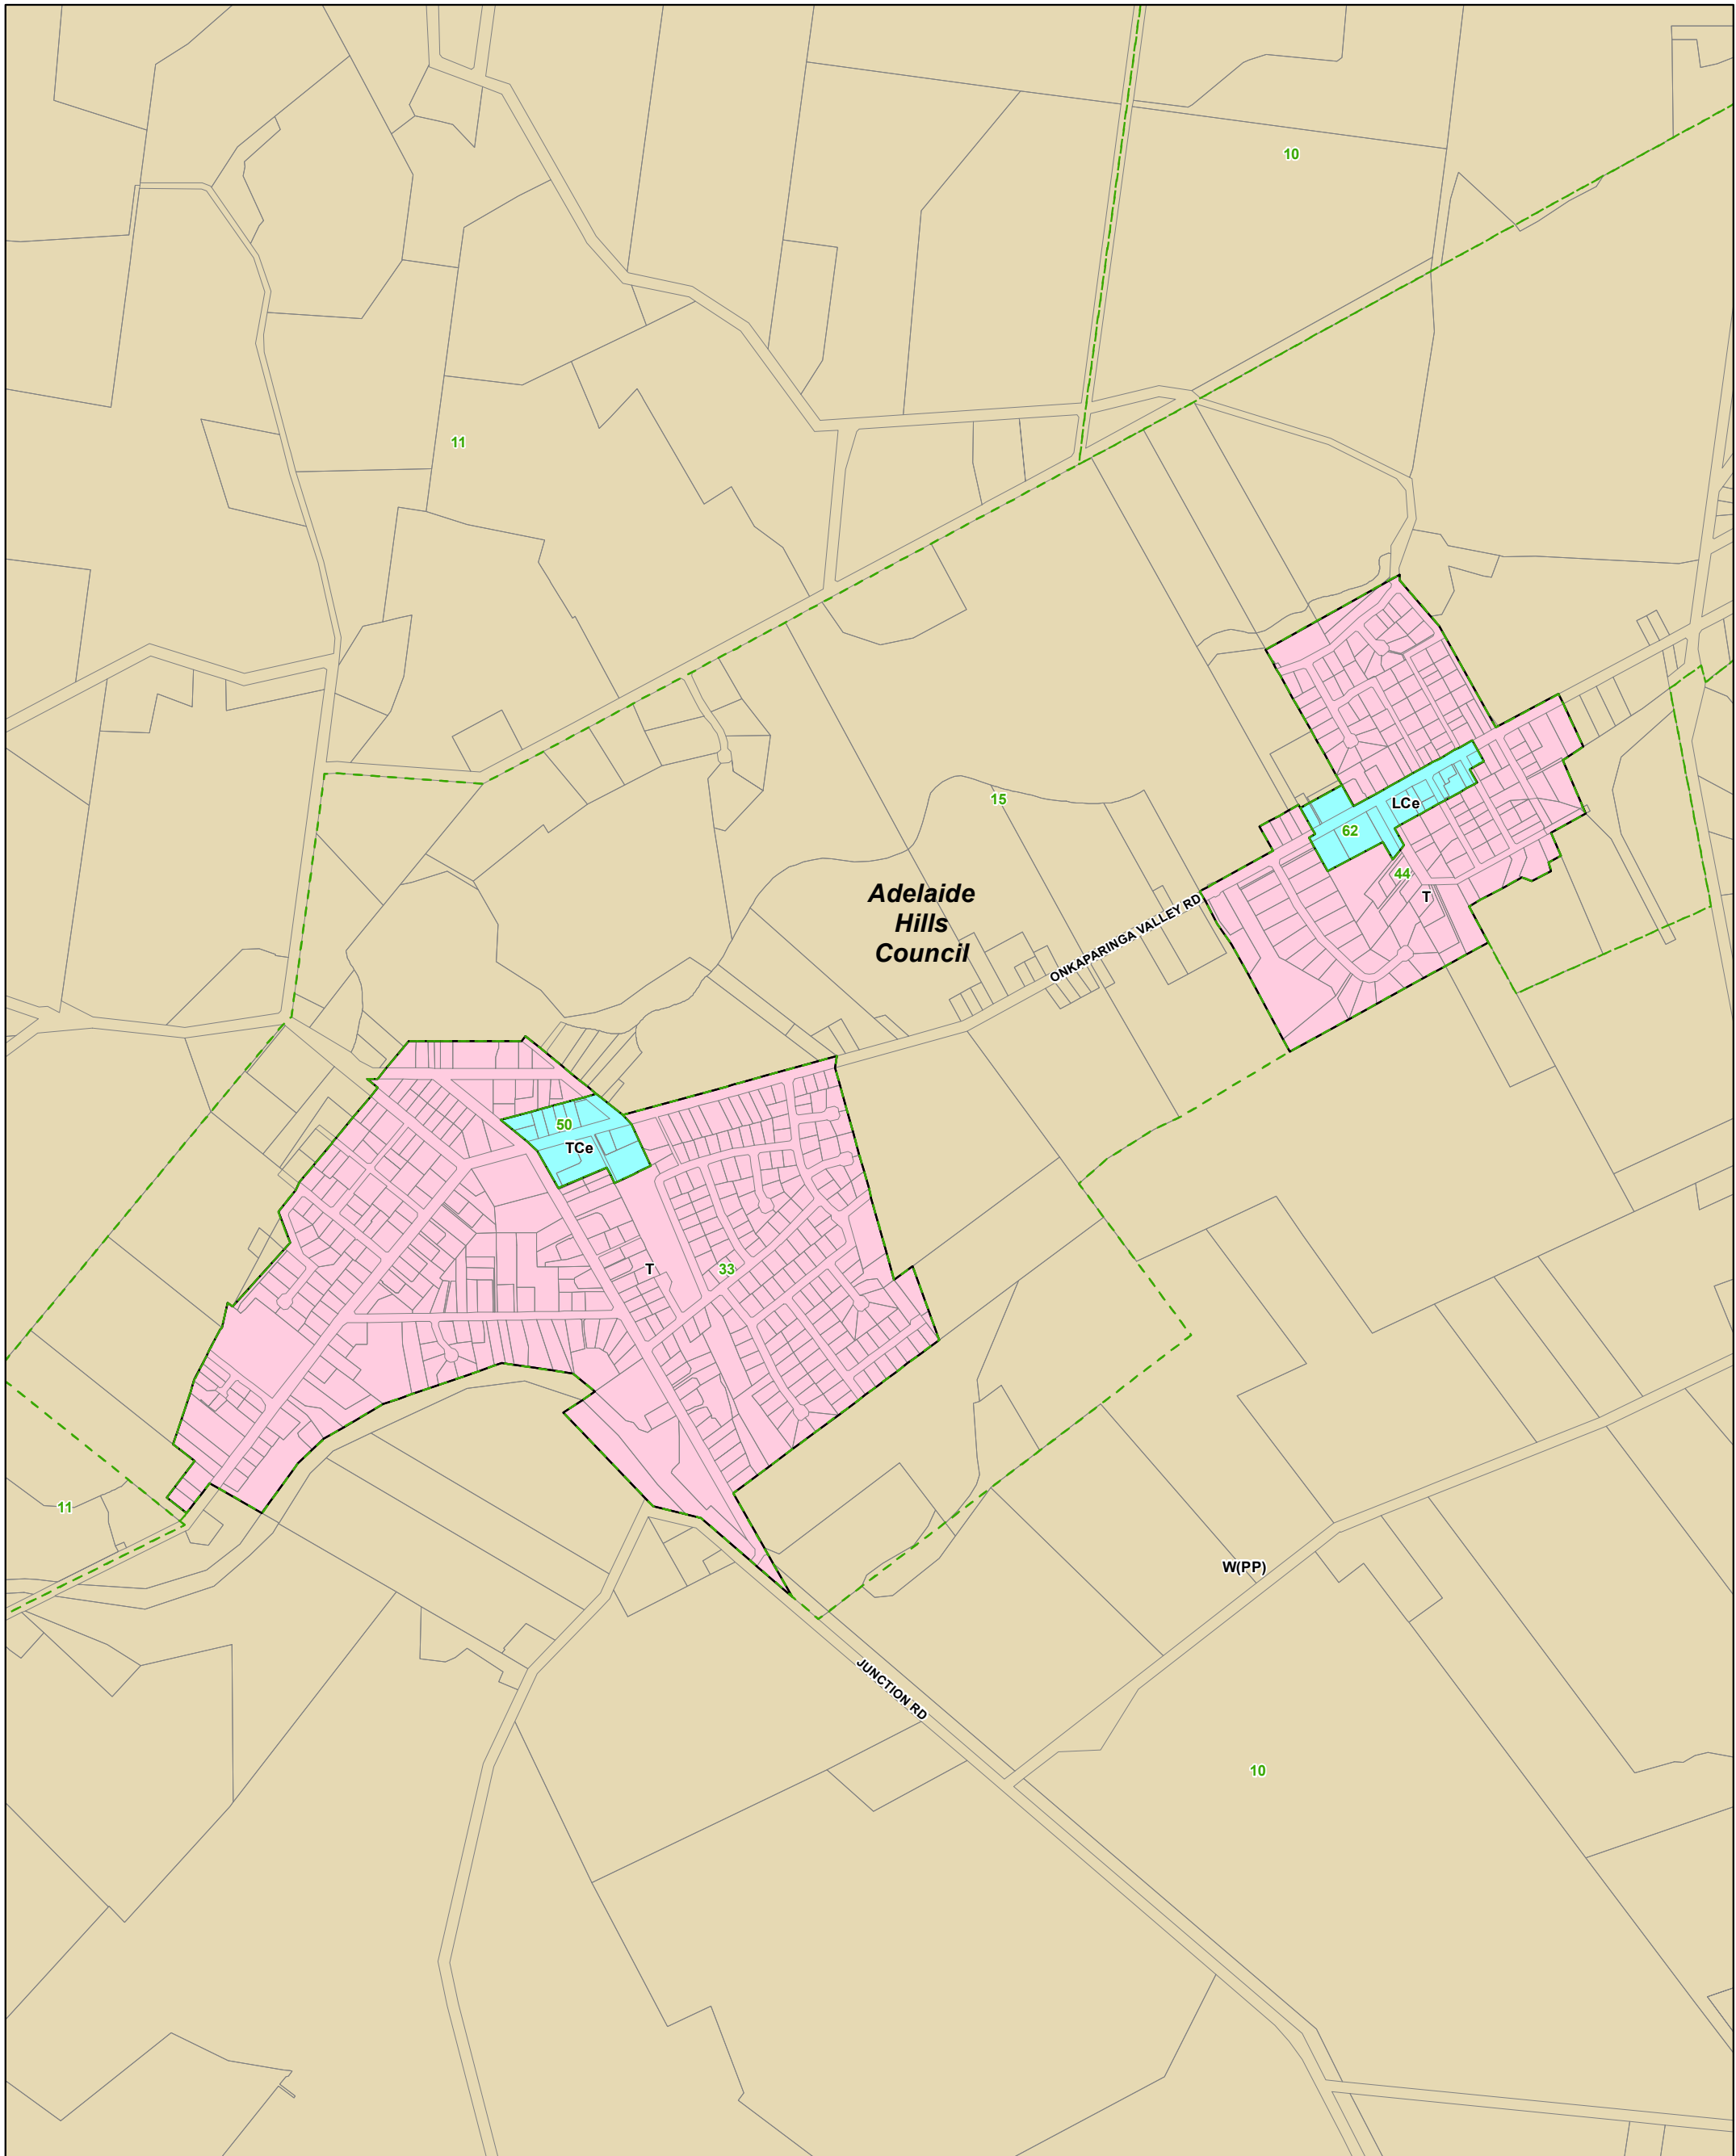 10
11
15
LCe
62
44
T
Adelaide
Hills
Council
ONKAPARINGA VALLEY RD
50
TCe
T
33
11
W(PP)
JUNCTION RD
10